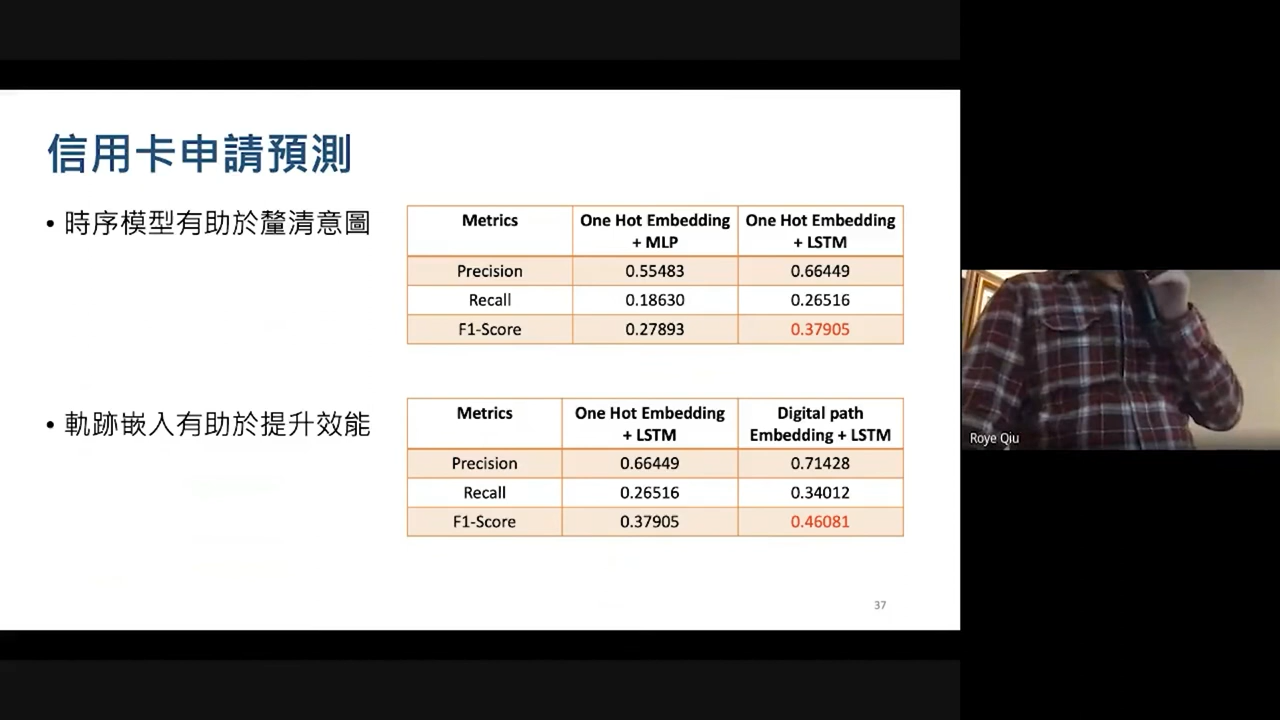 信用卡申請預測
• 時序模型有助於釐清意圖
Metrics One Hot Embedding + MLP One Hot Embedding + LSTM
Precision 0.55483 0.66449
Recall 0.18630 0.26516
F1-Score 0.27893 0.37905
• 軌跡嵌入有助於提升效能
Metrics One Hot Embedding + LSTM Digital path Embedding + LSTM
Precision 0.66449 0.71428
Recall 0.26516 0.34012
F1-Score 0.37905 0.46081
37
Roye Qiu